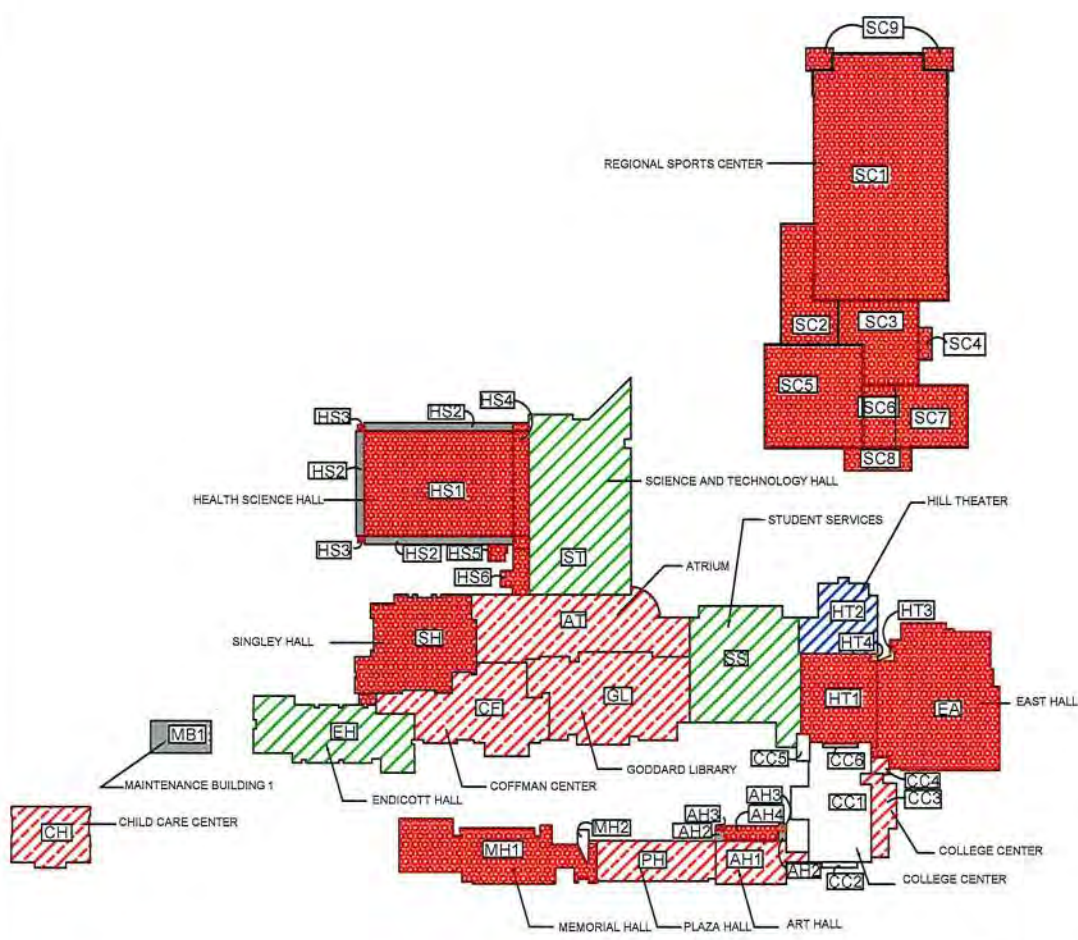 SC9
REGIONAL SPORTS CENTER
SC1
SC2
SC3
SC4
SC5
SC6
SC7
SC8
HS4
HS3
HS2
HS2
HEALTH SCIENCE HALL
HS1
SCIENCE AND TECHNOLOGY HALL
HILL THEATER
STUDENT SERVICES
HS3
HS2
HS5
ST
ATRIUM
HS6
HT2
HT3
SINGLEY HALL
SH
AT
HT4
SS
CF
GL
HT1
EA
EAST HALL
MB1
EH
CC5
CC6
MAINTENANCE BUILDING 1
ENDICOTT HALL
COFFMAN CENTER
GODDARD LIBRARY
CC4
AH3
CC1
CC3
CH
CHILD CARE CENTER
AH3
AH4
MH2
AH2
COLLEGE CENTER
MH1
PH
AH1
AH2
CC2
COLLEGE CENTER
MEMORIAL HALL
PLAZA HALL
ART HALL